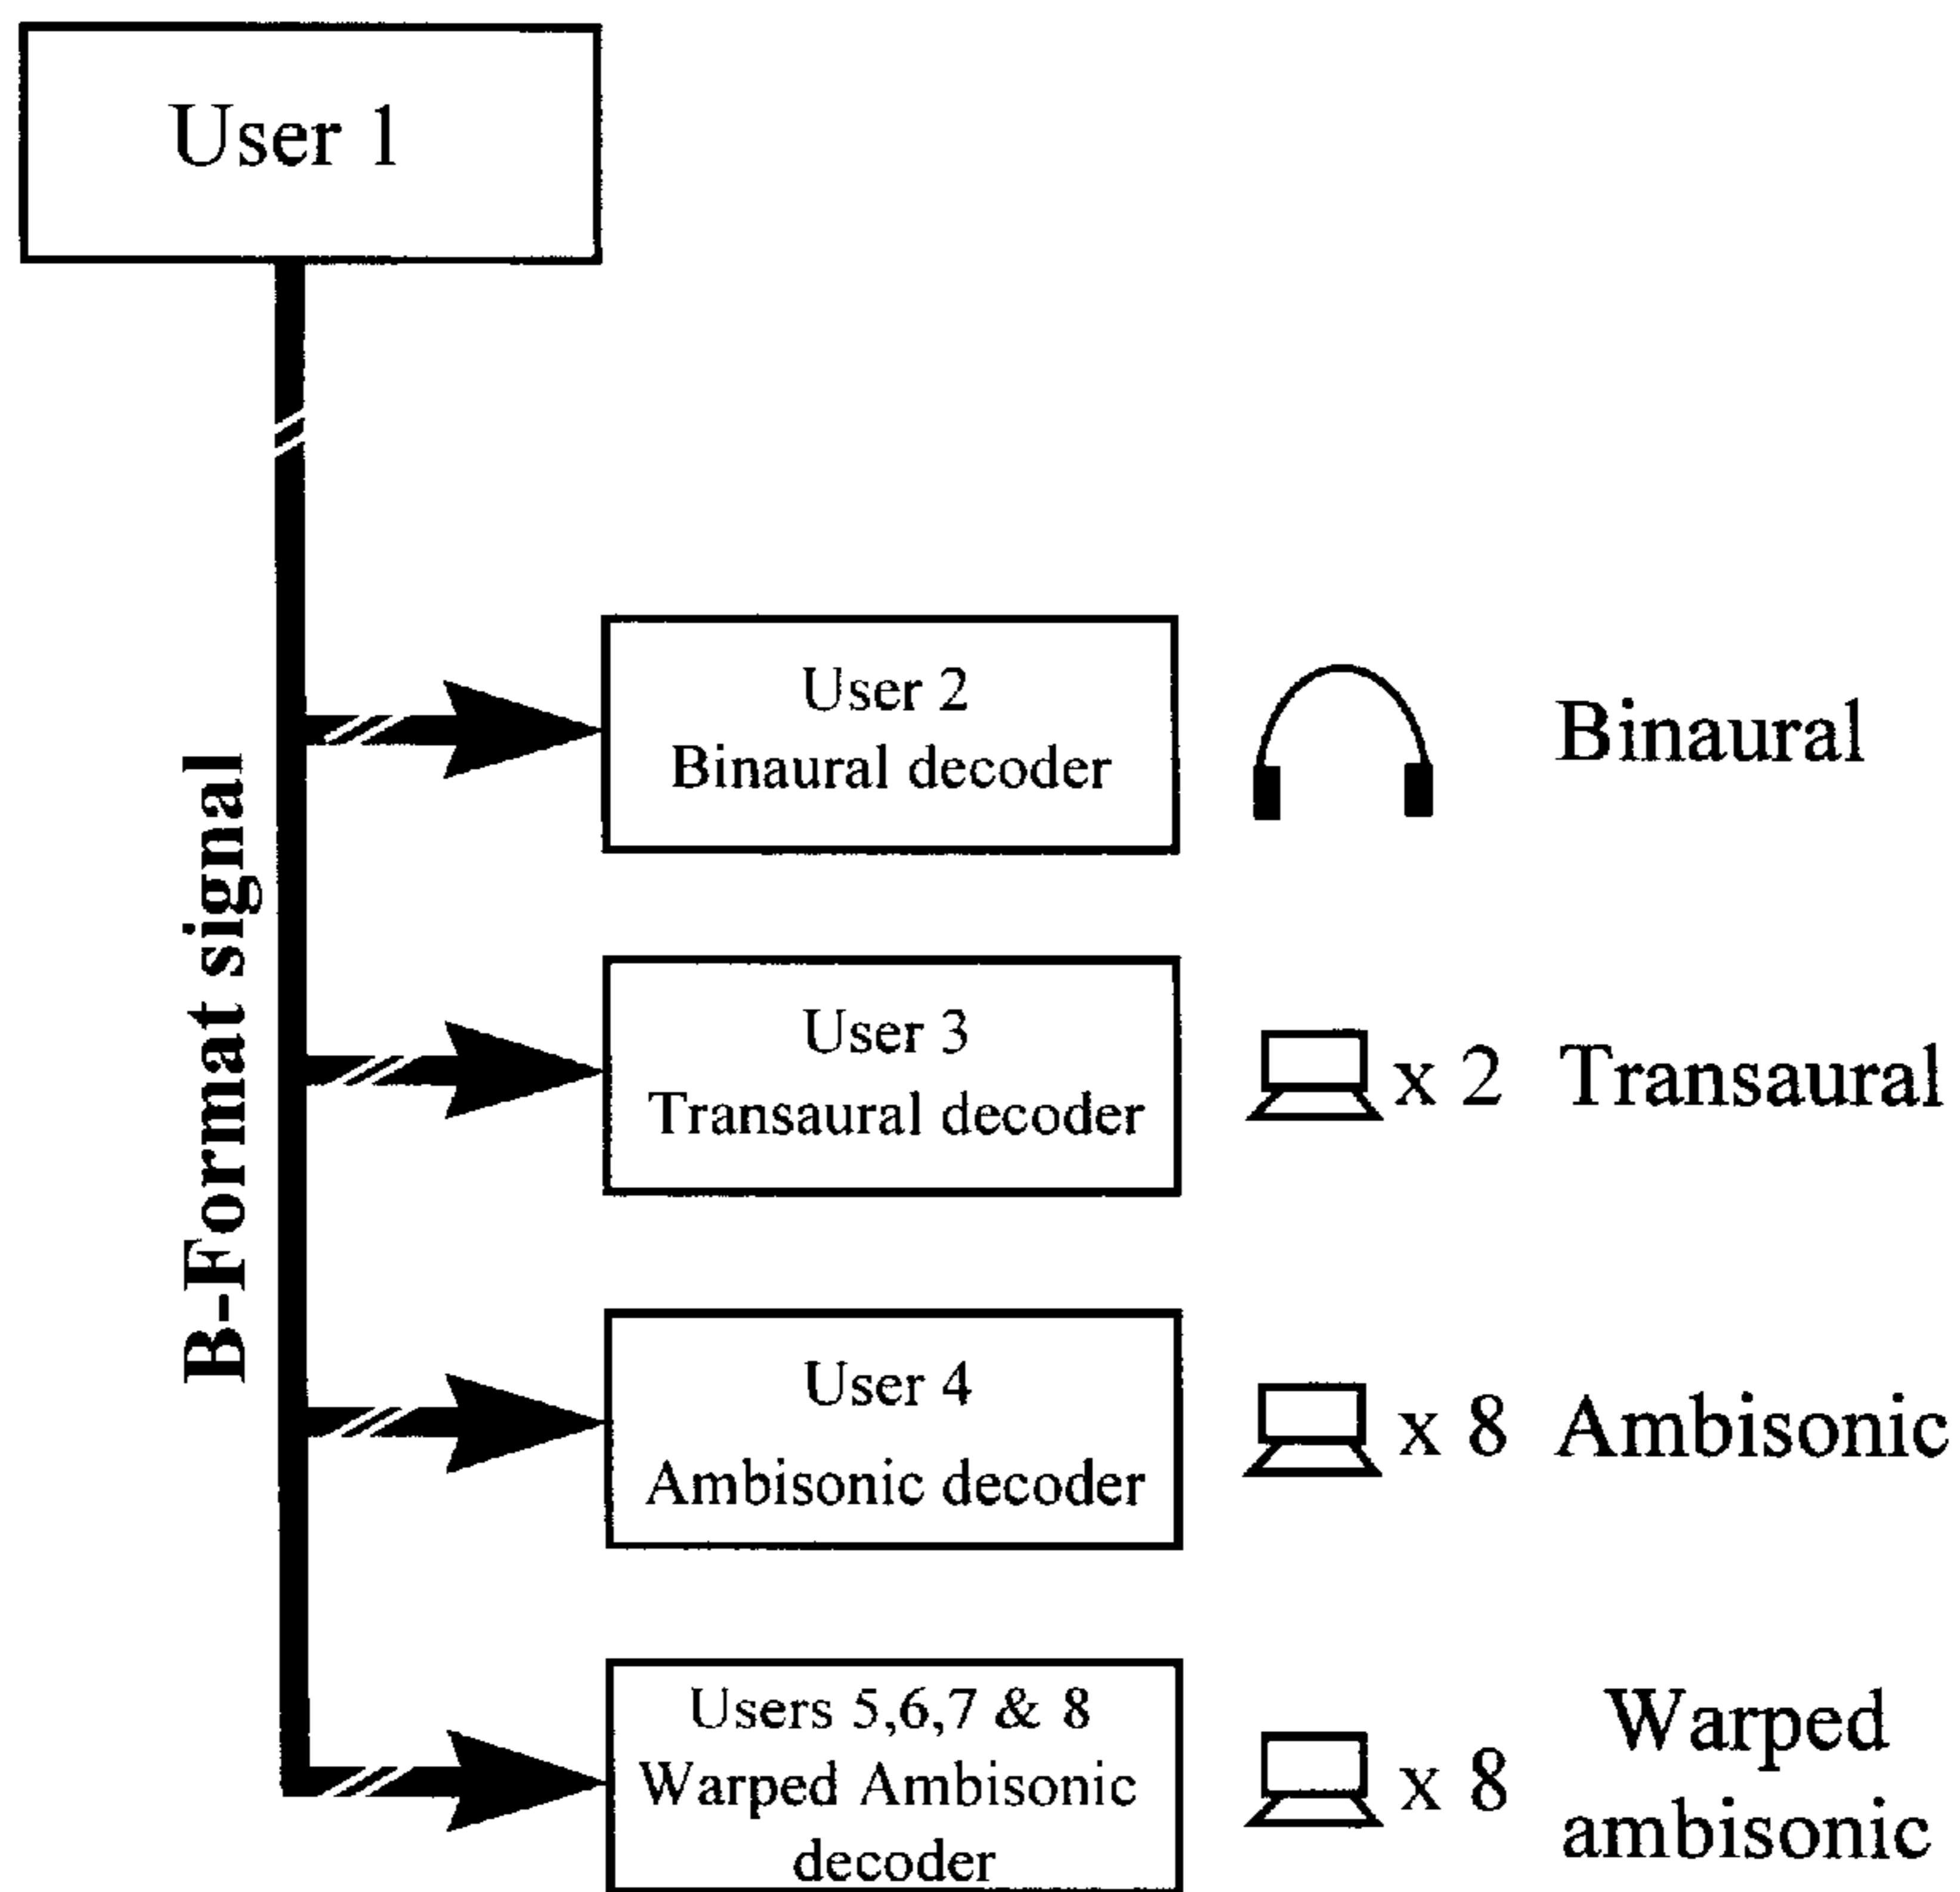 User 1
B-Format signal
User 2
Binaural decoder
Binaural
User 3
Transaural decoder
x 2 Transaural
User 4
Ambisonic decoder
x 8 Ambisonic
Users 5,6,7 & 8
Warped Ambisonic
decoder
x 8
Warped
ambisonic